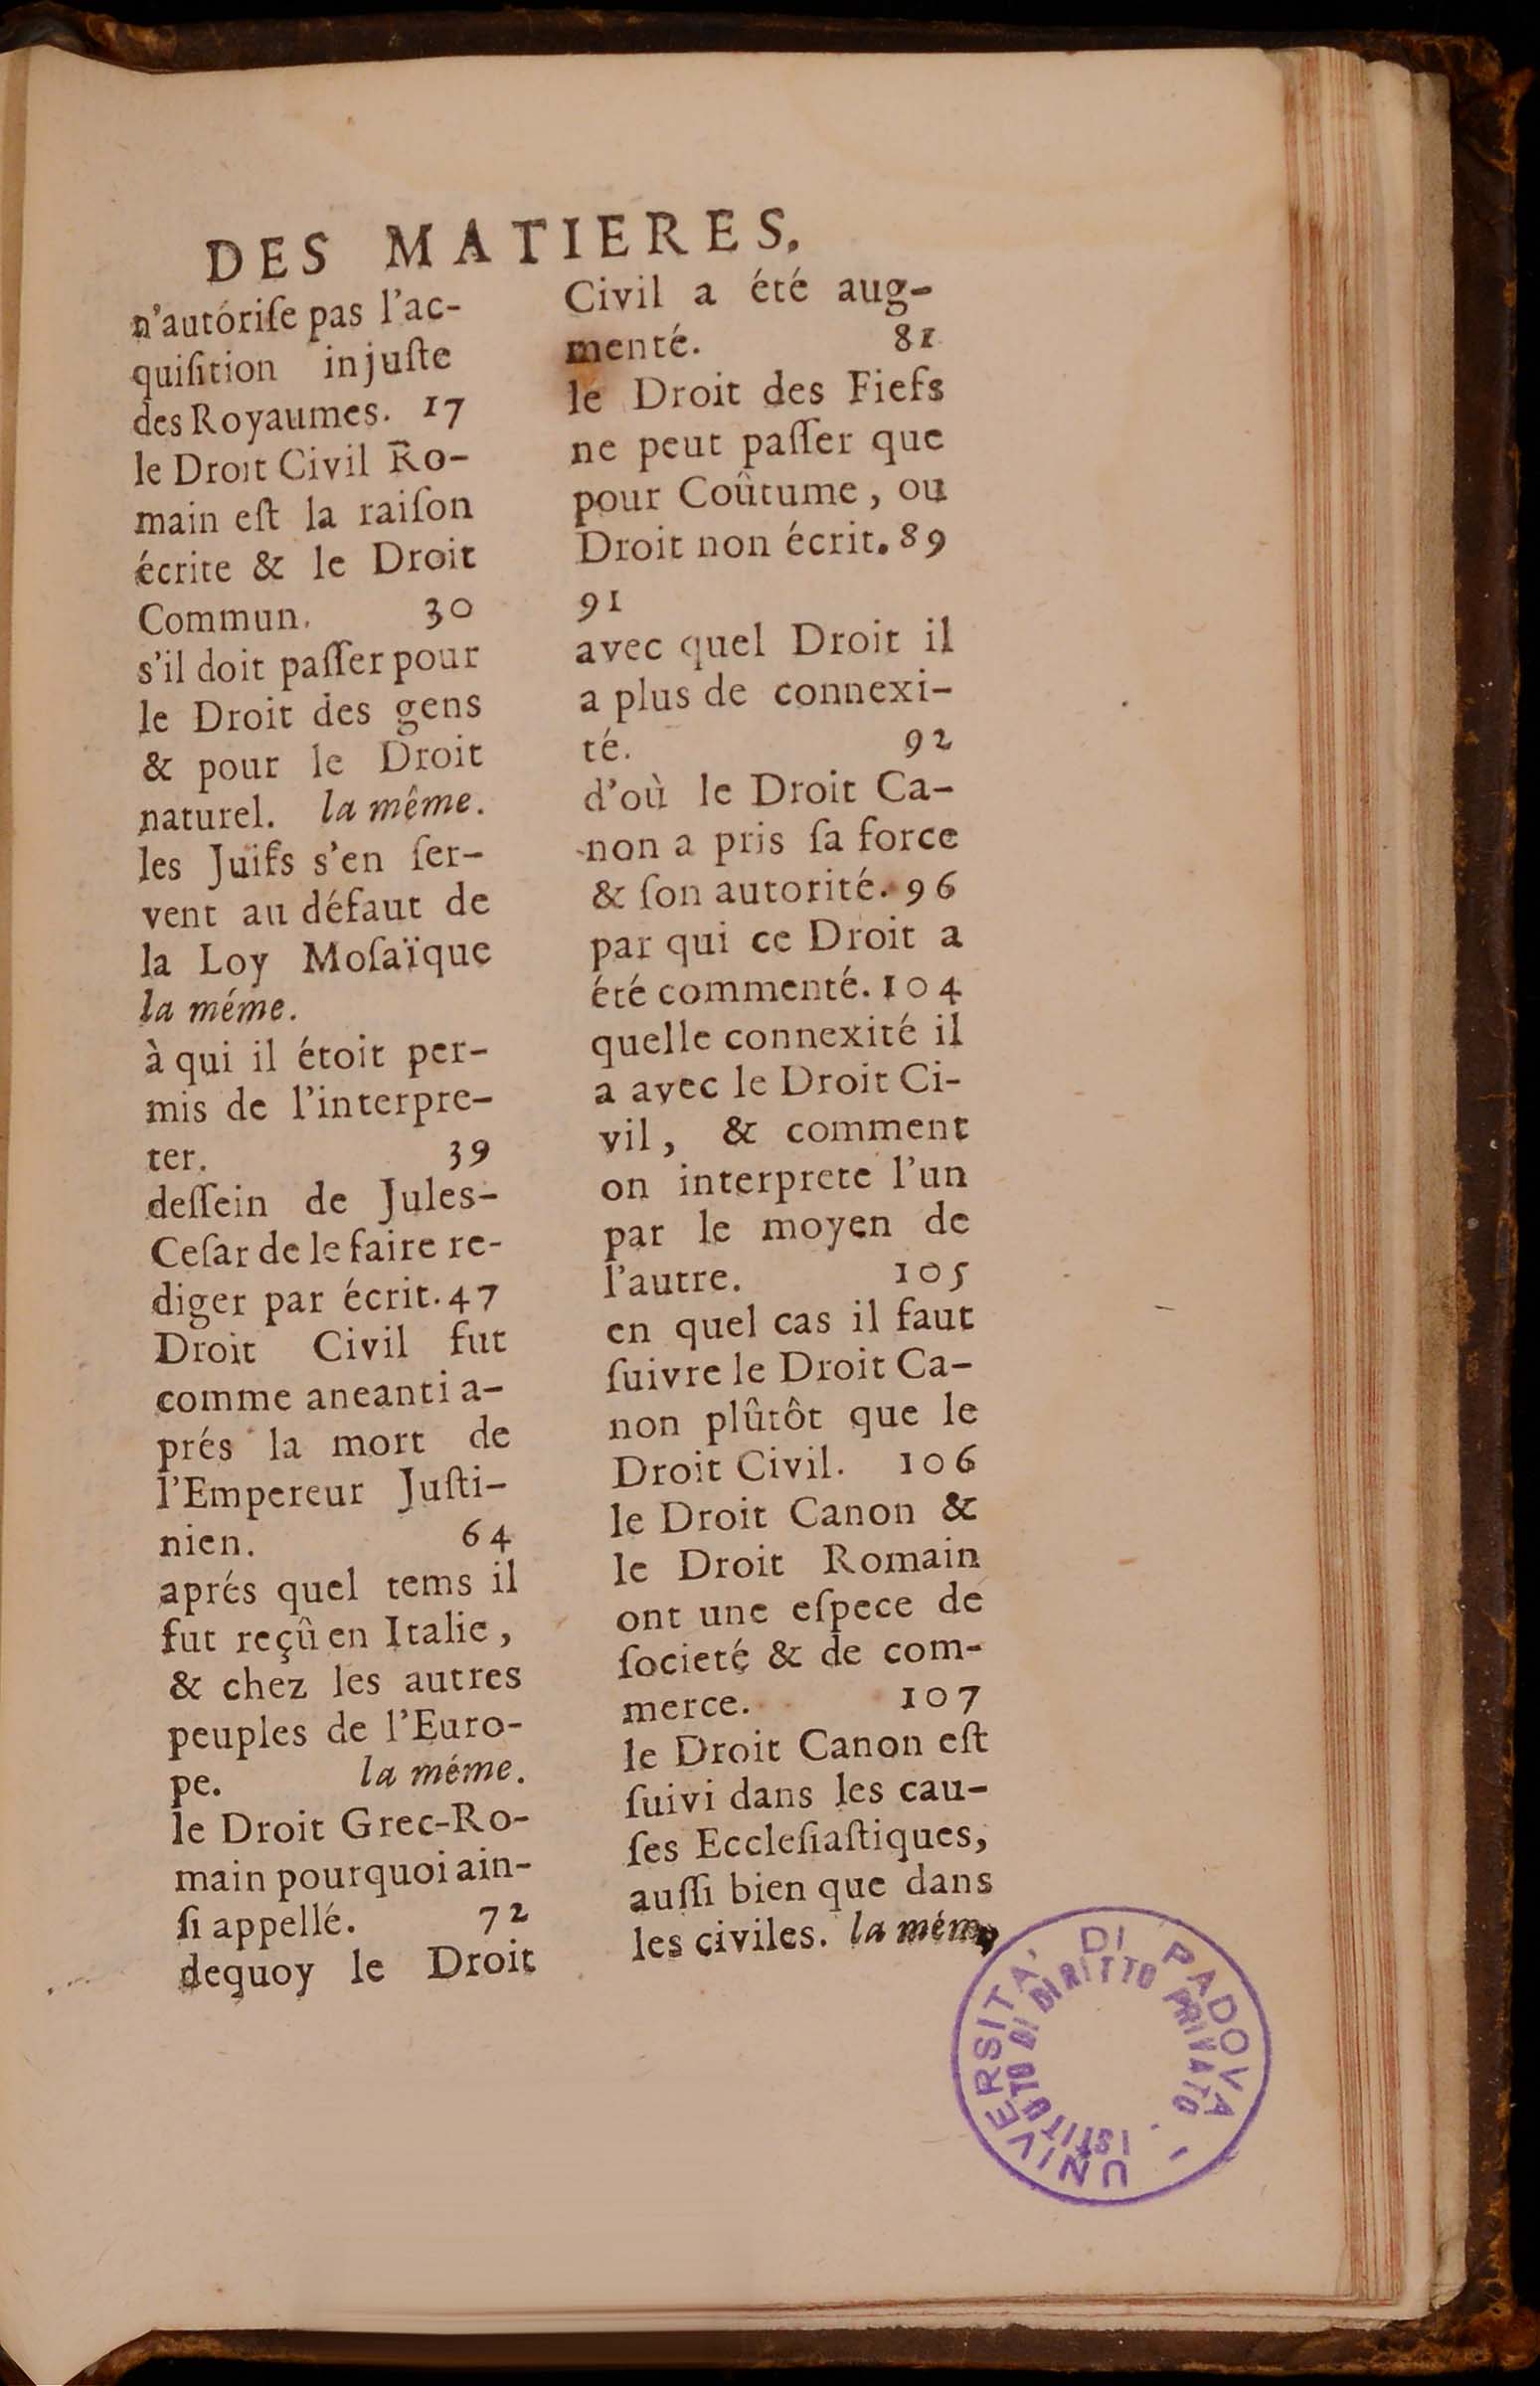 DES MATIERES.
n'autóriſe pas l'ac-
quiſition injuſte
des Royaumes. 17
le Droit Civil Ro-
main eſt la raiſon
écrite & le Droit
Commun. 30
s'il doit paſſer pour
le Droit des gens
& pour le Droit
naturel. la même.
les Juifs s'en ſer-
vent au défaut de
la Loy Moſaïque
la méme.
à qui il étoit per-
mis de l'interpre-
ter. 39
deſſein de Jules-
Ceſar de le faire re-
diger par écrit. 47
Droit Civil fut
comme aneanti a-
prés la mort de
l'Empereur Juſti-
nien. 64
aprés quel tems il
fut reçû en Italie,
& chez les autres
peuples de l'Euro-
pe. la méme.
le Droit Grec-Ro-
main pourquoi ain-
ſi appellé. 72
dequoy le Droit
Civil a été aug-
menté. 81
le Droit des Fiefs
ne peut paſſer que
pour Coûtume, ou
Droit non écrit. 89
91
avec quel Droit il
a plus de connexi-
té. 92
d'où le Droit Ca-
non a pris ſa force
& ſon autorité. 96
par qui ce Droit a
été commenté. 104
quelle connexité il
a avec le Droit Ci-
vil, & comment
on interprete l'un
par le moyen de
l'autre. 105
en quel cas il faut
ſuivre le Droit Ca-
non plûtôt que le
Droit Civil. 106
le Droit Canon &
le Droit Romain
ont une eſpece de
ſocieté & de com-
merce. 107
le Droit Canon eſt
ſuivi dans les cau-
ſes Eccleſiaſtiques,
auſſi bien que dans
les civiles. la méme
UNIVERSITA' DI PADOVA -
ISTITUTO DI DIRITTO PRIVATO .